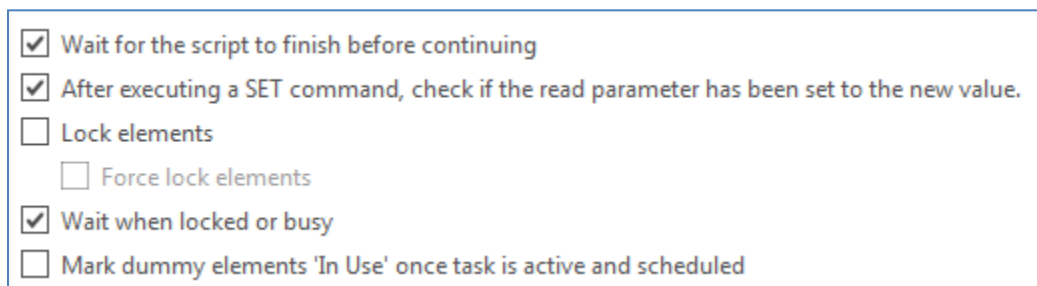 Wait for the script to finish before continuing
After executing a SET command, check if the read parameter has been set to the new value.
Lock elements
Force lock elements
Wait when locked or busy
Mark dummy elements 'In Use' once task is active and scheduled